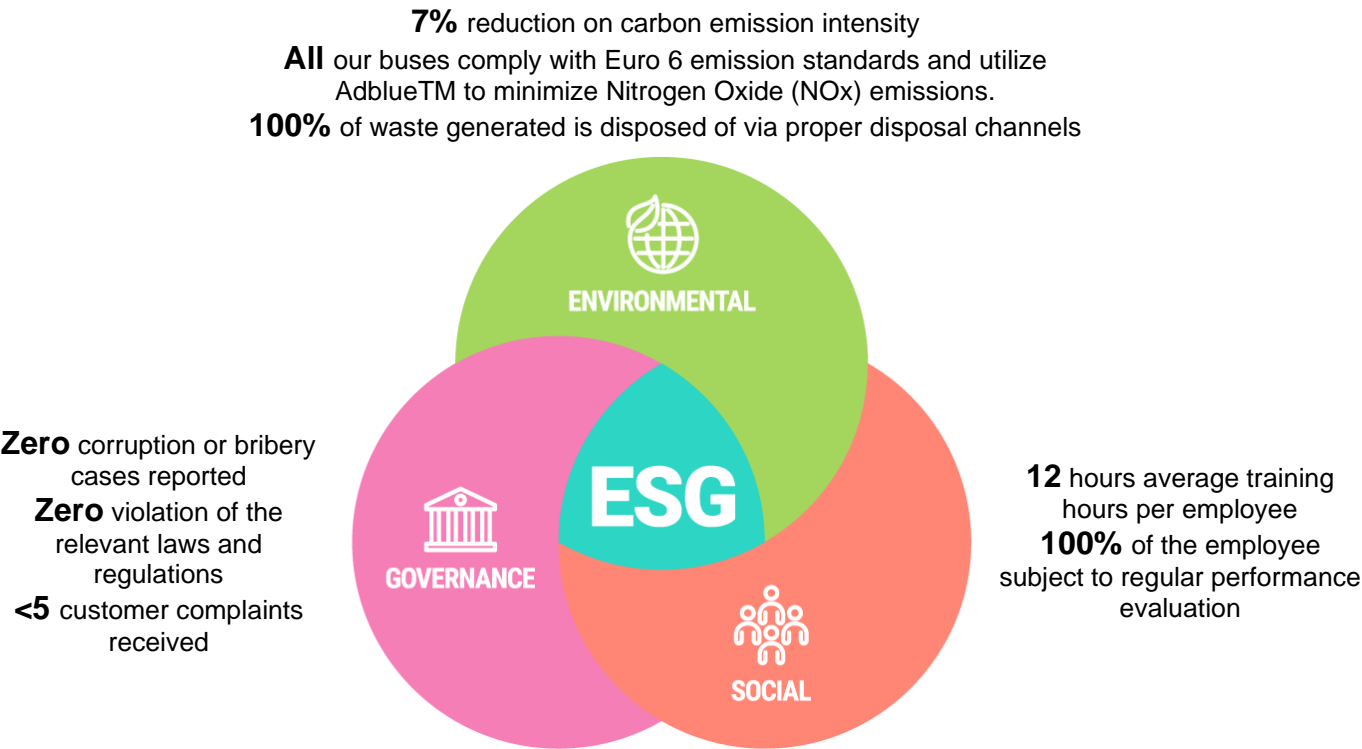 7% reduction on carbon emission intensity
All our buses comply with Euro 6 emission standards and utilize
AdblueTM to minimize Nitrogen Oxide (NOx) emissions.
100% of waste generated is disposed of via proper disposal channels
ENVIRONMENTAL
Zero corruption or bribery
cases reported
Zero violation of the
relevant laws and
regulations
<5 customer complaints
received
GOVERNANCE
ESG
12 hours average training
hours per employee
100% of the employee
subject to regular performance
evaluation
SOCIAL